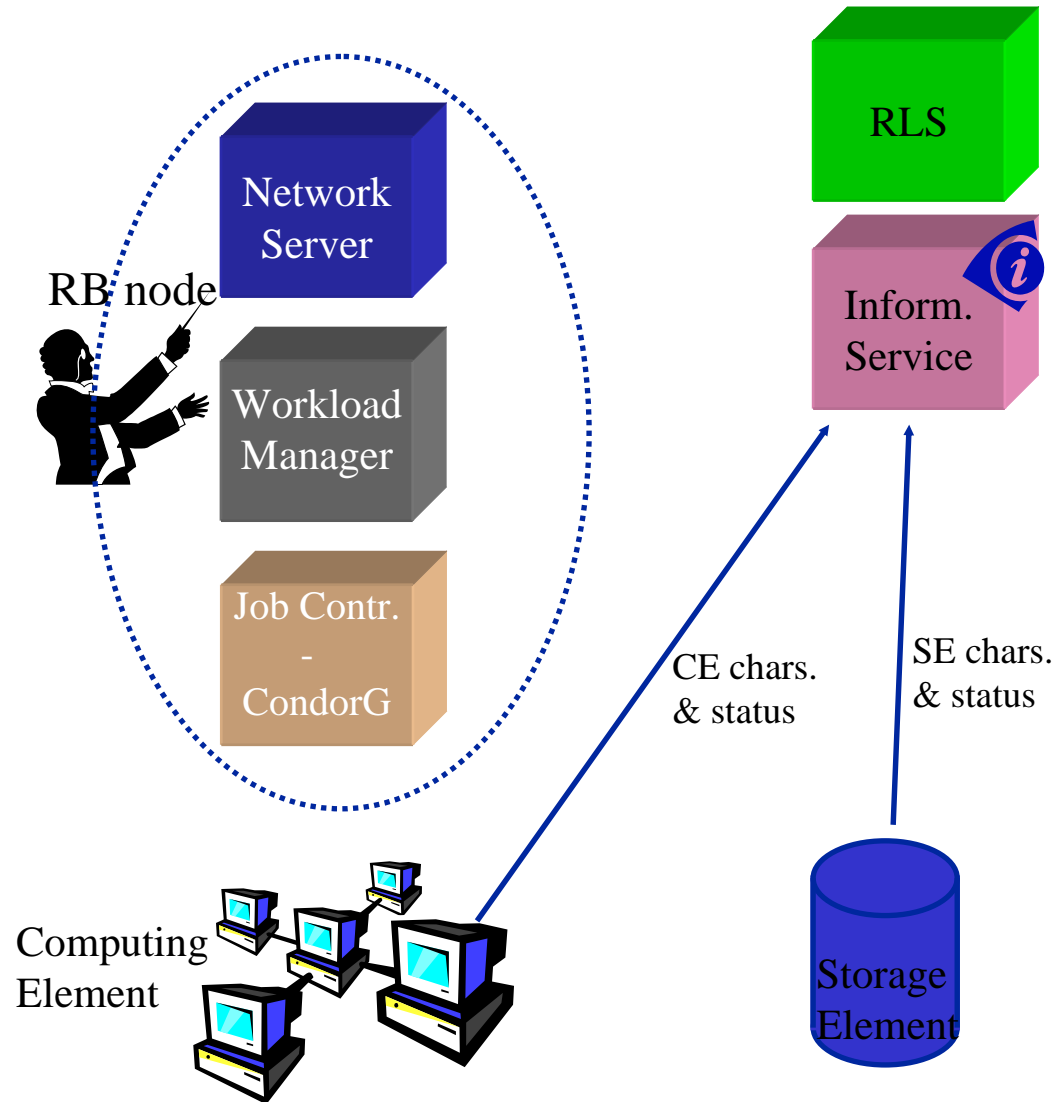 RLS
Network
Server
RB node
i
Inform.
Service
Workload
Manager
Job Contr.
-
CondorG
CE chars.
& status
SE chars.
& status
Computing
Element
Storage
Element